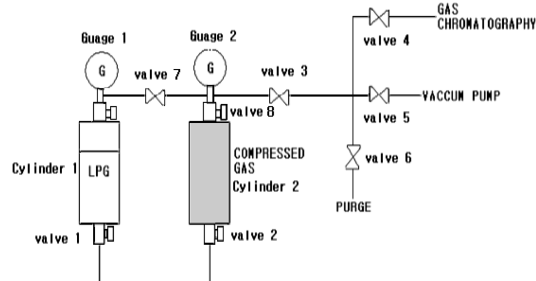 GAS
CHROMATOGRAPHY
valve 4
Guage 1
Guage 2
G
G
valve 7
valve 3
VACCUM PUMP
valve 5
valve 8
COMPRESSED
GAS
Cylinder 2
Cylinder 1
LPG
valve 6
PURGE
valve 1
valve 2